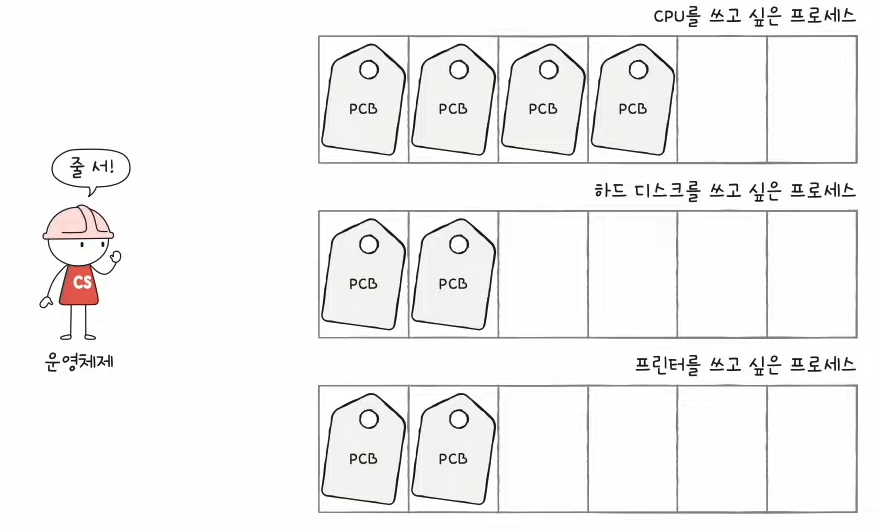 CPU를 쓰고 싶은 프로세스
PCB PCB PCB PCB
줄 서!
CS
운영체제
하드 디스크를 쓰고 싶은 프로세스
PCB PCB
프린터를 쓰고 싶은 프로세스
PCB PCB